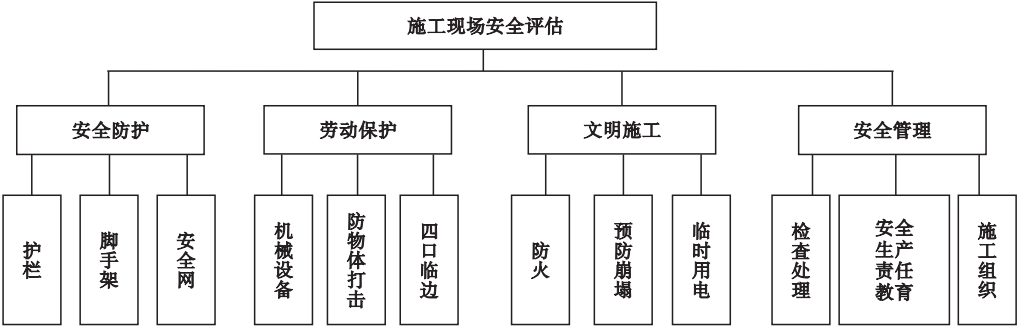 施工现场安全评估
安全防护
劳动保护
文明施工
安全管理
护栏
脚手架
安全网
机械设备
防物体打击
四口临边
防火
预防崩塌
临时用电
检查处理
安全
生产
责任
教育
施工组织